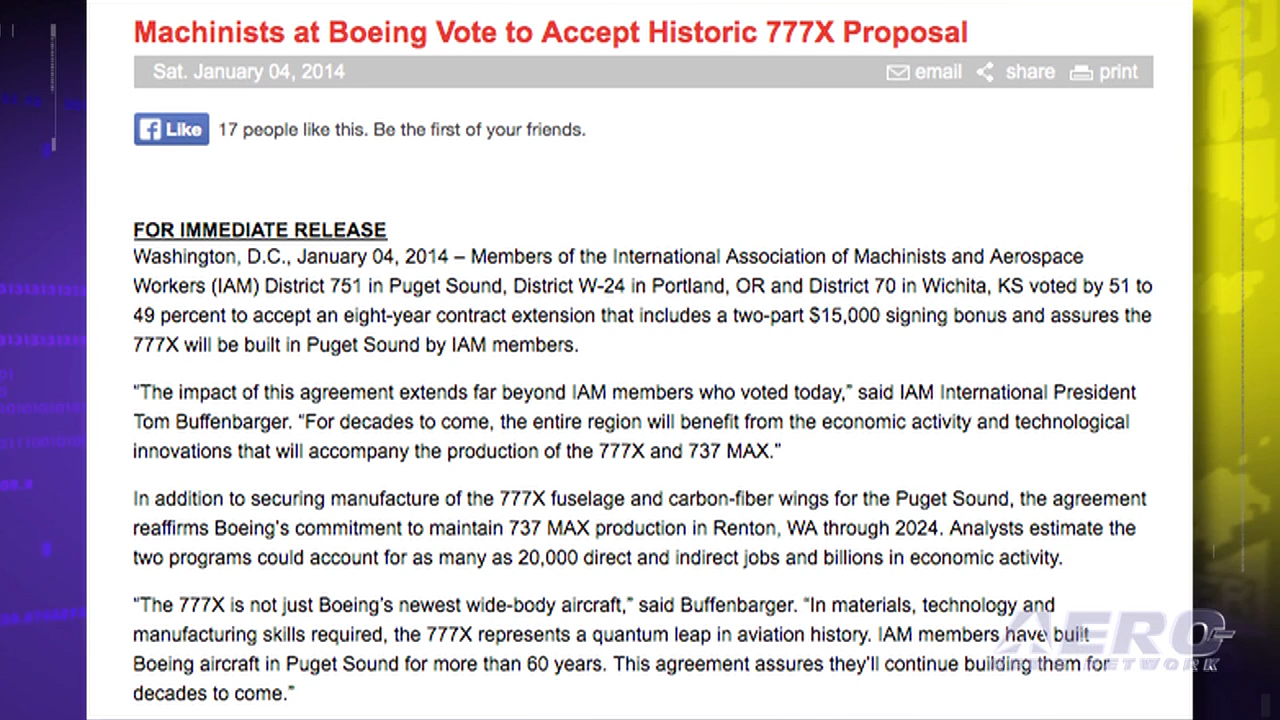 Machinists at Boeing Vote to Accept Historic 777X Proposal
Sat. January 04, 2014 email share print
Like 17 people like this. Be the first of your friends.
FOR IMMEDIATE RELEASE
Washington, D.C., January 04, 2014 – Members of the International Association of Machinists and Aerospace
Workers (IAM) District 751 in Puget Sound, District W-24 in Portland, OR and District 70 in Wichita, KS voted by 51 to
49 percent to accept an eight-year contract extension that includes a two-part $15,000 signing bonus and assures the
777X will be built in Puget Sound by IAM members.
“The impact of this agreement extends far beyond IAM members who voted today,” said IAM International President
Tom Buffenbarger. “For decades to come, the entire region will benefit from the economic activity and technological
innovations that will accompany the production of the 777X and 737 MAX.”
In addition to securing manufacture of the 777X fuselage and carbon-fiber wings for the Puget Sound, the agreement
reaffirms Boeing’s commitment to maintain 737 MAX production in Renton, WA through 2024. Analysts estimate the
two programs could account for as many as 20,000 direct and indirect jobs and billions in economic activity.
“The 777X is not just Boeing’s newest wide-body aircraft,” said Buffenbarger. “In materials, technology and
manufacturing skills required, the 777X represents a quantum leap in aviation history. IAM members have built
Boeing aircraft in Puget Sound for more than 60 years. This agreement assures they’ll continue building them for
decades to come.”
AERO
NETWORK